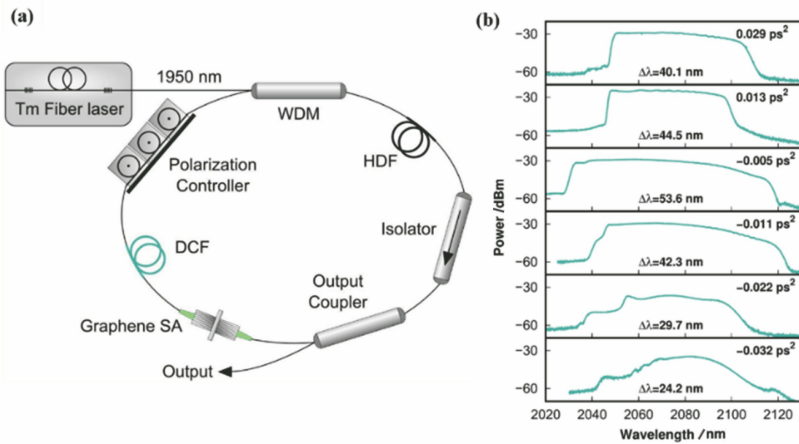 (a)
1950 nm
Tm Fiber laser
WDM
Polarization
Controller
HDF
Isolator
DCF
Output
Coupler
Graphene SA
Output
(b)
Power /dBm
−30
−60
0.029 ps²
Δλ=40.1 nm
−30
−60
0.013 ps²
Δλ=44.5 nm
−30
−60
−0.005 ps²
Δλ=53.6 nm
−30
−60
−0.011 ps²
Δλ=42.3 nm
−30
−60
−0.022 ps²
Δλ=29.7 nm
−30
−60
−0.032 ps²
Δλ=24.2 nm
2020 2040 2060 2080 2100 2120
Wavelength /nm